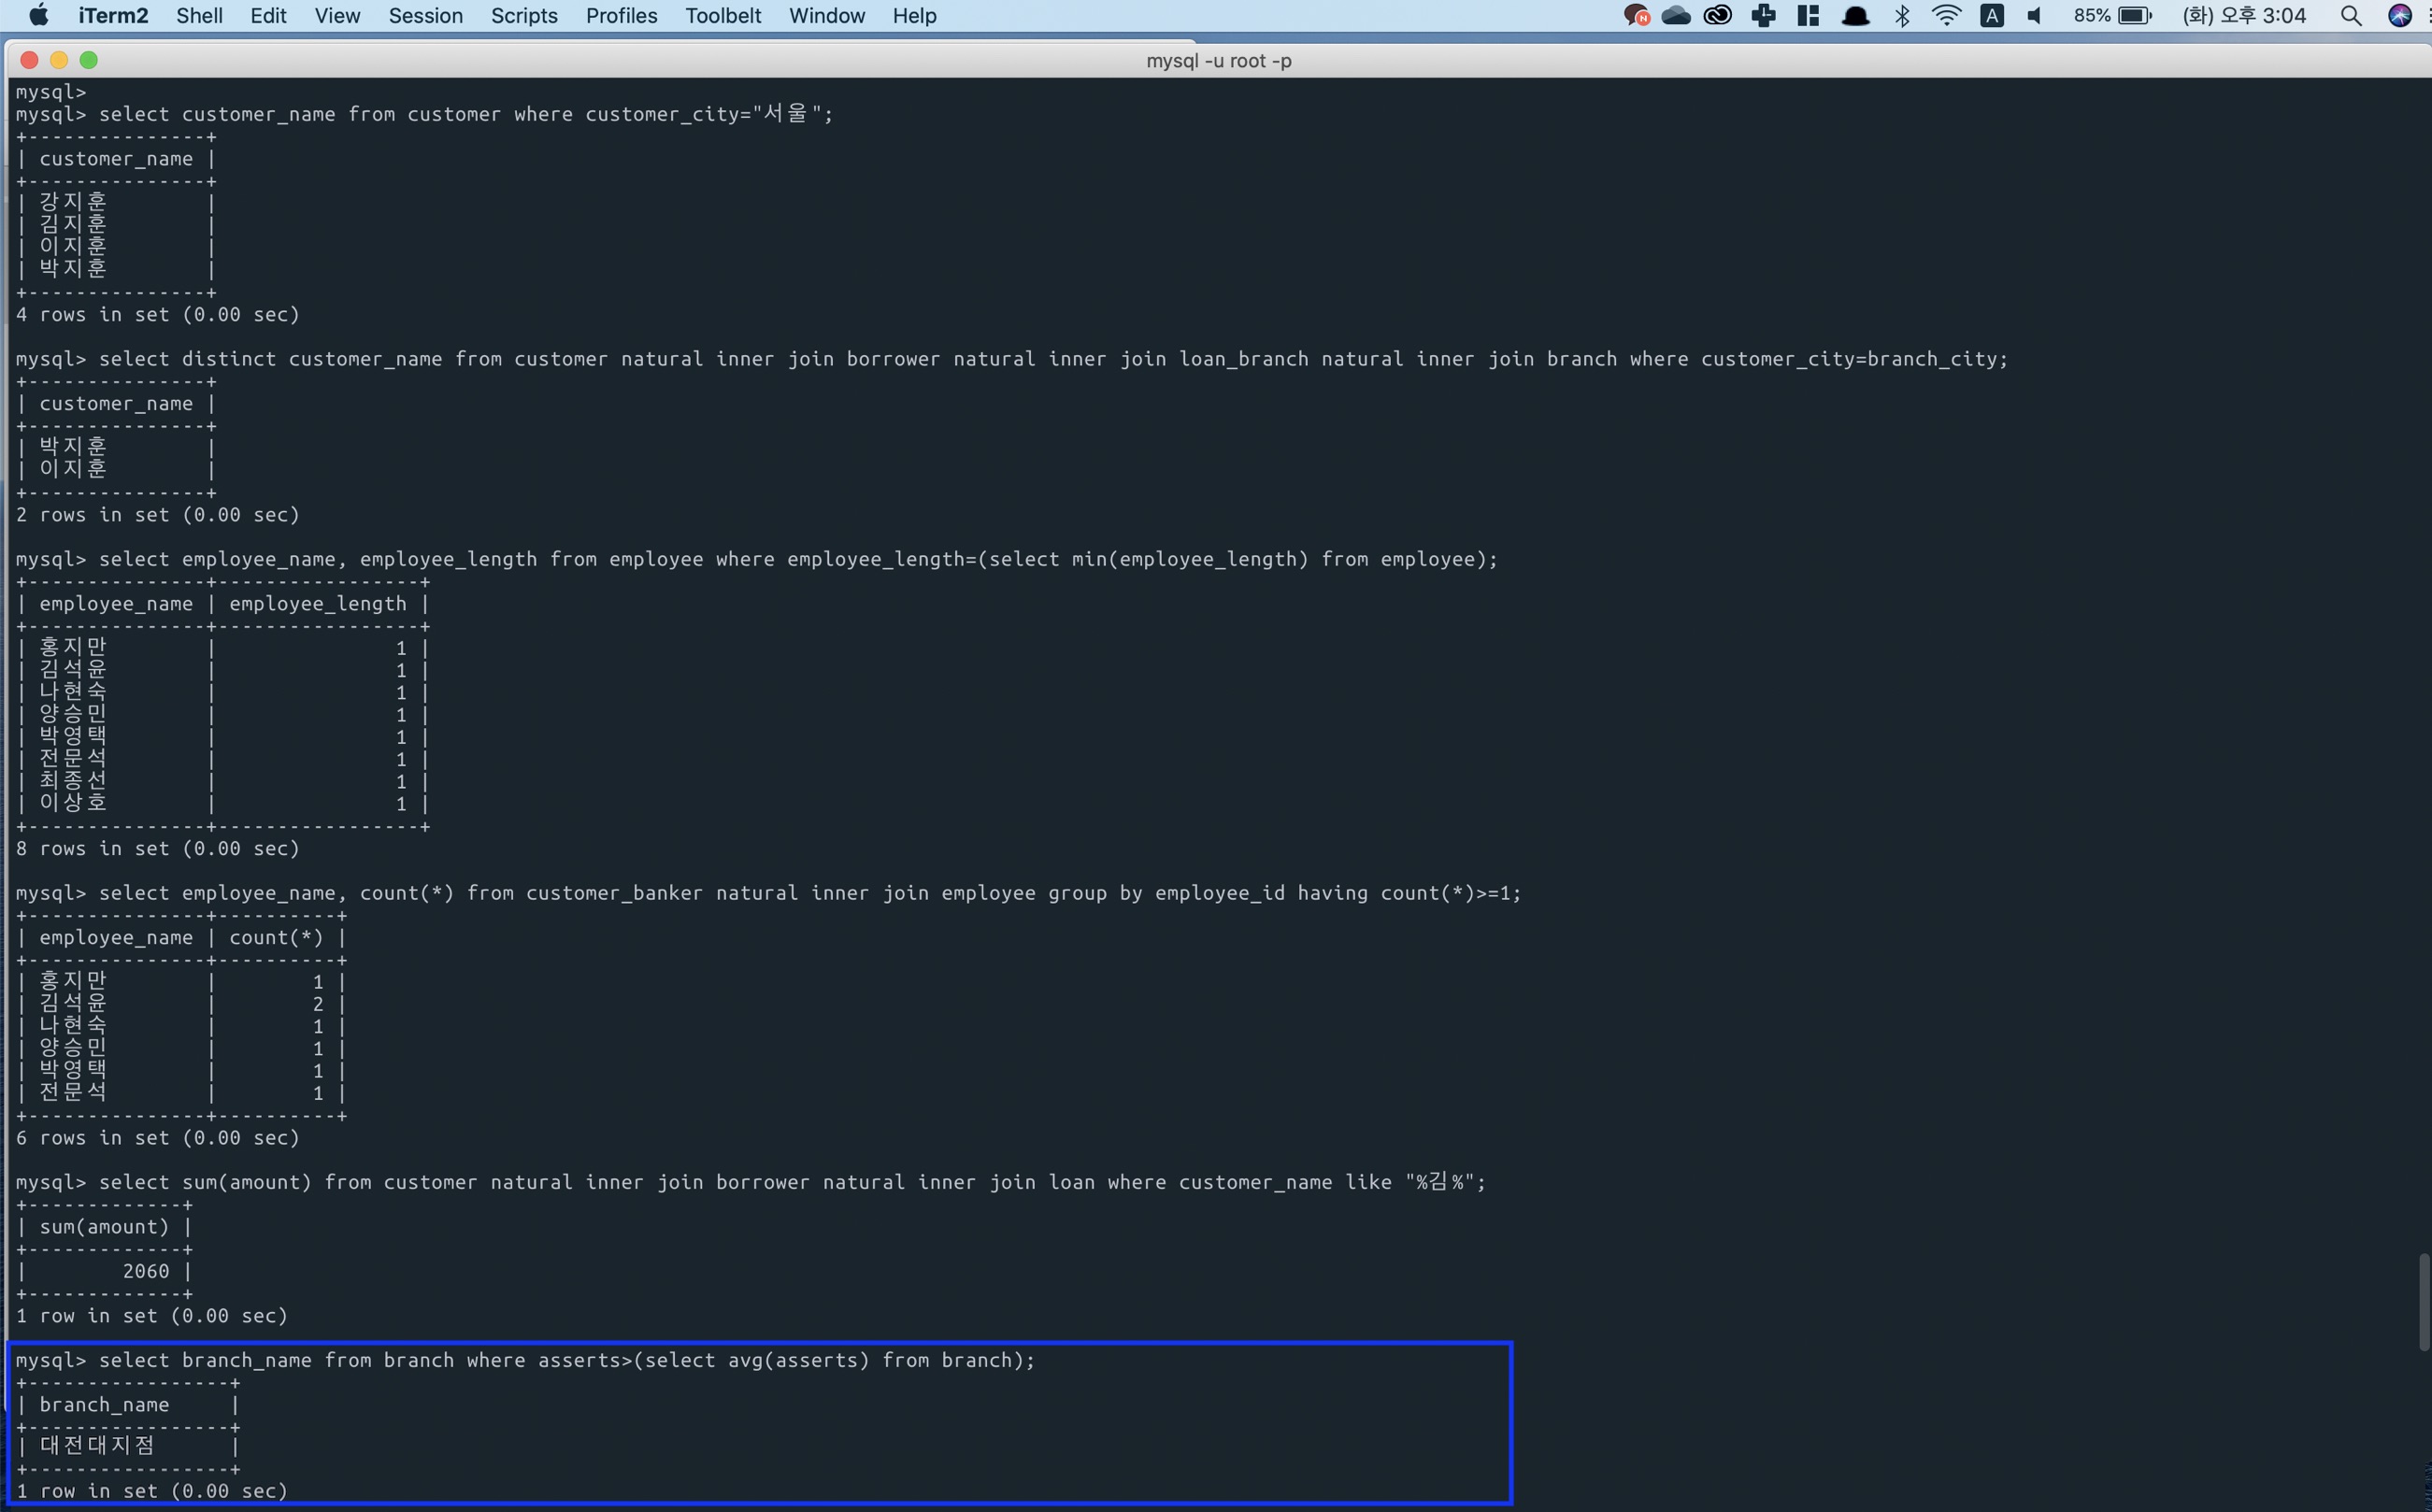 iTerm2 Shell Edit View Session Scripts Profiles Toolbelt Window Help N A 85% (화) 오후 3:04
mysql -u root -p
mysql>
mysql> select customer_name from customer where customer_city="서울";
+---------------+
| customer_name |
+---------------+
| 강지훈 |
| 김지훈 |
| 이지훈 |
| 박지훈 |
+---------------+
4 rows in set (0.00 sec)
mysql> select distinct customer_name from customer natural inner join borrower natural inner join loan_branch natural inner join branch where customer_city=branch_city;
+---------------+
| customer_name |
+---------------+
| 박지훈 |
| 이지훈 |
+---------------+
2 rows in set (0.00 sec)
mysql> select employee_name, employee_length from employee where employee_length=(select min(employee_length) from employee);
+---------------+-----------------+
| employee_name | employee_length |
+---------------+-----------------+
| 홍지만 | 1 |
| 김석윤 | 1 |
| 나현숙 | 1 |
| 양승민 | 1 |
| 박영택 | 1 |
| 전문석 | 1 |
| 최종선 | 1 |
| 이상호 | 1 |
+---------------+-----------------+
8 rows in set (0.00 sec)
mysql> select employee_name, count(*) from customer_banker natural inner join employee group by employee_id having count(*)>=1;
+---------------+----------+
| employee_name | count(*) |
+---------------+----------+
| 홍지만 | 1 |
| 김석윤 | 2 |
| 나현숙 | 1 |
| 양승민 | 1 |
| 박영택 | 1 |
| 전문석 | 1 |
+---------------+----------+
6 rows in set (0.00 sec)
mysql> select sum(amount) from customer natural inner join borrower natural inner join loan where customer_name like "%김%";
+-------------+
| sum(amount) |
+-------------+
| 2060 |
+-------------+
1 row in set (0.00 sec)
mysql> select branch_name from branch where asserts>(select avg(asserts) from branch);
+-----------------+
| branch_name |
+-----------------+
| 대전대지점 |
+-----------------+
1 row in set (0.00 sec)